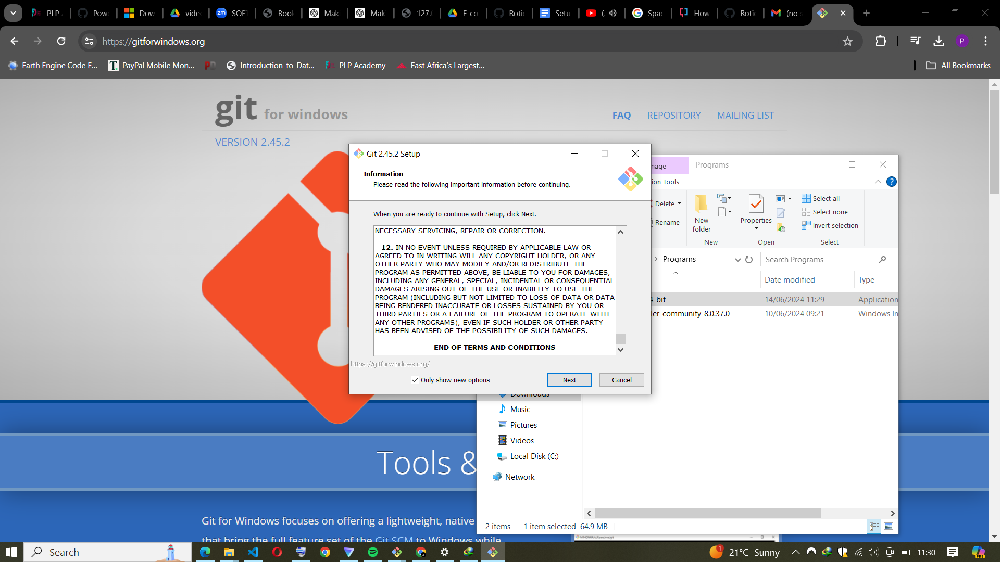 PLP
Pow
Dow
vide
SOFT
Book
Maki
Maki
127.0
E-co
Rotic
Setu
(
Spac
How
Rotic
(no s
https://gitforwindows.org
P
Earth Engine Code E...
PayPal Mobile Mon...
Introduction_to_Dat...
PLP Academy
East Africa's Largest...
All Bookmarks
git for windows
FAQ
REPOSITORY
MAILING LIST
VERSION 2.45.2
Git 2.45.2 Setup
Information
Please read the following important information before continuing.
When you are ready to continue with Setup, click Next.
NECESSARY SERVICING, REPAIR OR CORRECTION.
12. IN NO EVENT UNLESS REQUIRED BY APPLICABLE LAW OR
AGREED TO IN WRITING WILL ANY COPYRIGHT HOLDER, OR ANY
OTHER PARTY WHO MAY MODIFY AND/OR REDISTRIBUTE THE
PROGRAM AS PERMITTED ABOVE, BE LIABLE TO YOU FOR DAMAGES,
INCLUDING ANY GENERAL, SPECIAL, INCIDENTAL OR CONSEQUENTIAL
DAMAGES ARISING OUT OF THE USE OR INABILITY TO USE THE
PROGRAM (INCLUDING BUT NOT LIMITED TO LOSS OF DATA OR DATA
BEING RENDERED INACCURATE OR LOSSES SUSTAINED BY YOU OR
THIRD PARTIES OR A FAILURE OF THE PROGRAM TO OPERATE WITH
ANY OTHER PROGRAMS), EVEN IF SUCH HOLDER OR OTHER PARTY
HAS BEEN ADVISED OF THE POSSIBILITY OF SUCH DAMAGES.
END OF TERMS AND CONDITIONS
https://gitforwindows.org/
Only show new options
Next
Cancel
nage
Programs
ion Tools
Delete
Rename
New
folder
New
Properties
Open
Select all
Select none
Invert selection
Select
Programs
Search Programs
Date modified
Type
4-bit
14/06/2024 11:29
Application
ler-community-8.0.37.0
10/06/2024 09:21
Windows In
Downloads
Music
Pictures
Videos
Local Disk (C:)
Network
2 items
1 item selected 64.9 MB
Tools &
Git for Windows focuses on offering a lightweight, native
that bring the full feature set of the Git SCM to Windows while
Search
1
21°C Sunny
11:30
PRE